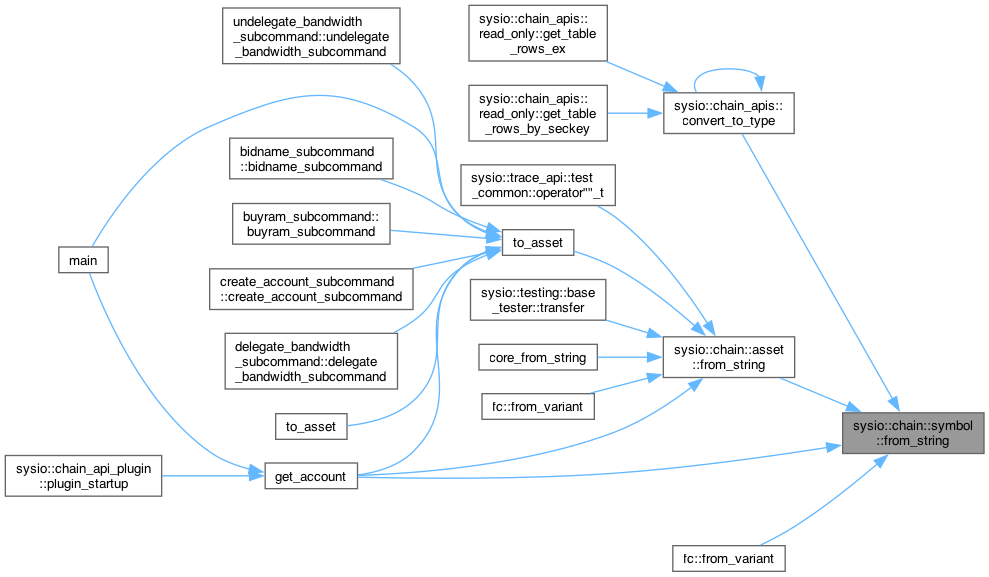 undelegate_bandwidth
_subcommand::undelegate
_bandwidth_subcommand
sysio::chain_apis::
read_only::get_table
_rows_ex
sysio::chain_apis::
read_only::get_table
_rows_by_seckey
sysio::chain_apis::
convert_to_type
bidname_subcommand
::bidname_subcommand
sysio::trace_api::test
_common::operator""_t
buyram_subcommand::
buyram_subcommand
to_asset
main
create_account_subcommand
::create_account_subcommand
sysio::testing::base
_tester::transfer
delegate_bandwidth
_subcommand::delegate
_bandwidth_subcommand
core_from_string
sysio::chain::asset
::from_string
fc::from_variant
to_asset
sysio::chain::symbol
::from_string
sysio::chain_api_plugin
::plugin_startup
get_account
fc::from_variant